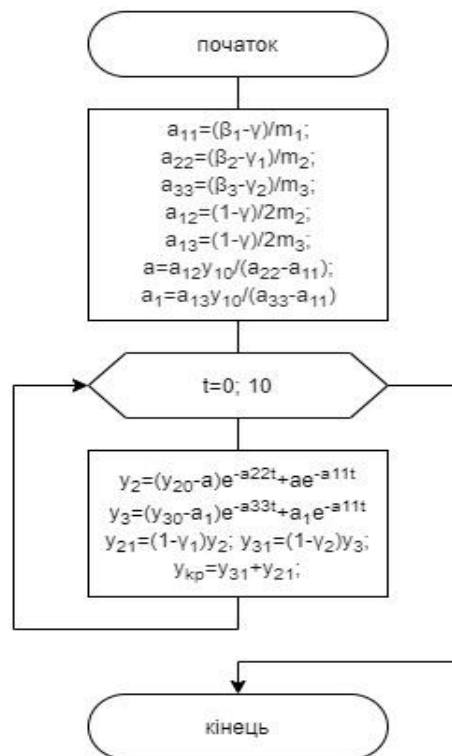 початок
a₁₁=(β₁-γ)/m₁;
a₂₂=(β₂-γ₁)/m₂;
a₃₃=(β₃-γ₂)/m₃;
a₁₂=(1-γ)/2m₂;
a₁₃=(1-γ)/2m₃;
a=a₁₂y₁₀/(a₂₂-a₁₁);
a₁=a₁₃y₁₀/(a₃₃-a₁₁)
t=0; 10
y₂=(y₂₀-a)e^-a22t+ae^-a11t
y₃=(y₃₀-a₁)e^-a33t+a₁e^-a11t
y₂₁=(1-γ₁)y₂; y₃₁=(1-γ₂)y₃;
yₖₚ=y₃₁+y₂₁;
кінець